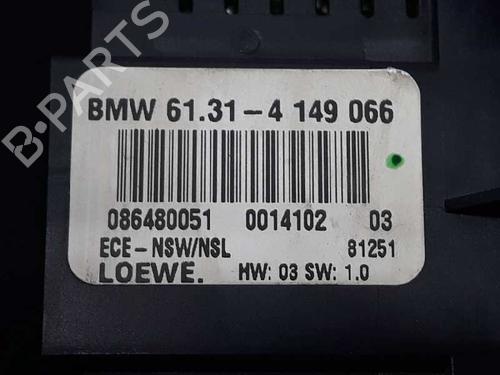 B-PARTS
BMW 61.31-4 149 066
086480051 0014102 03
ECE-NSW/NSL 81251
LOEWE. HW: 03 SW: 1.0